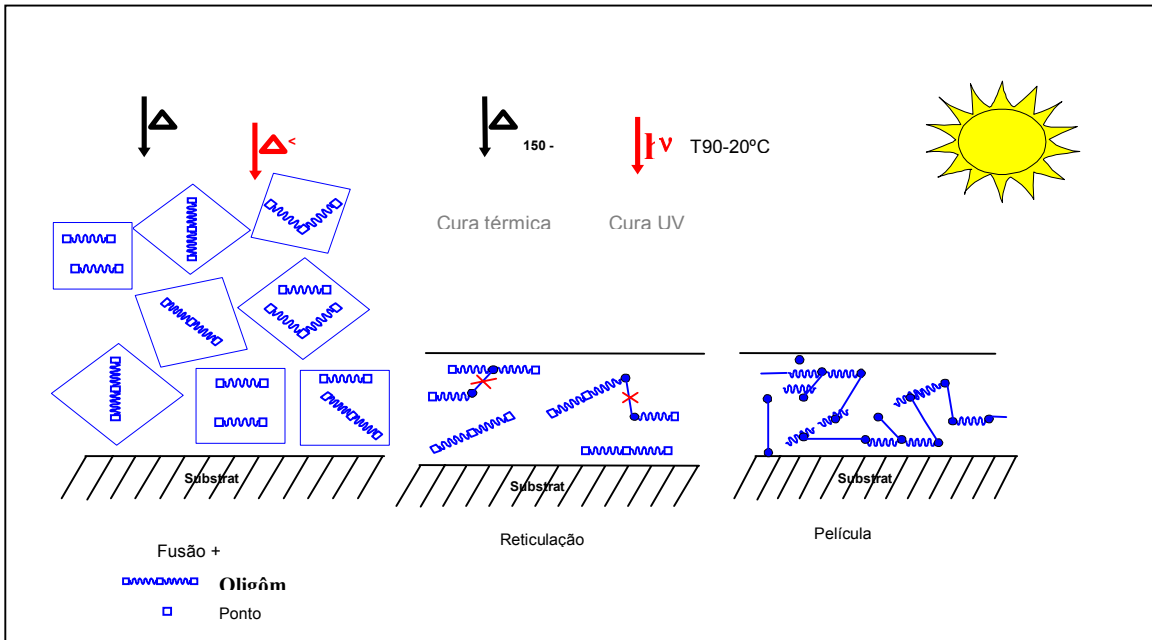 Δ
Δ <
Δ 150 -
ν T90-20ºC
Cura térmica
Cura UV
Substrat
Substrat
Substrat
Reticulação
Película
Fusão +
Oligôm
Ponto